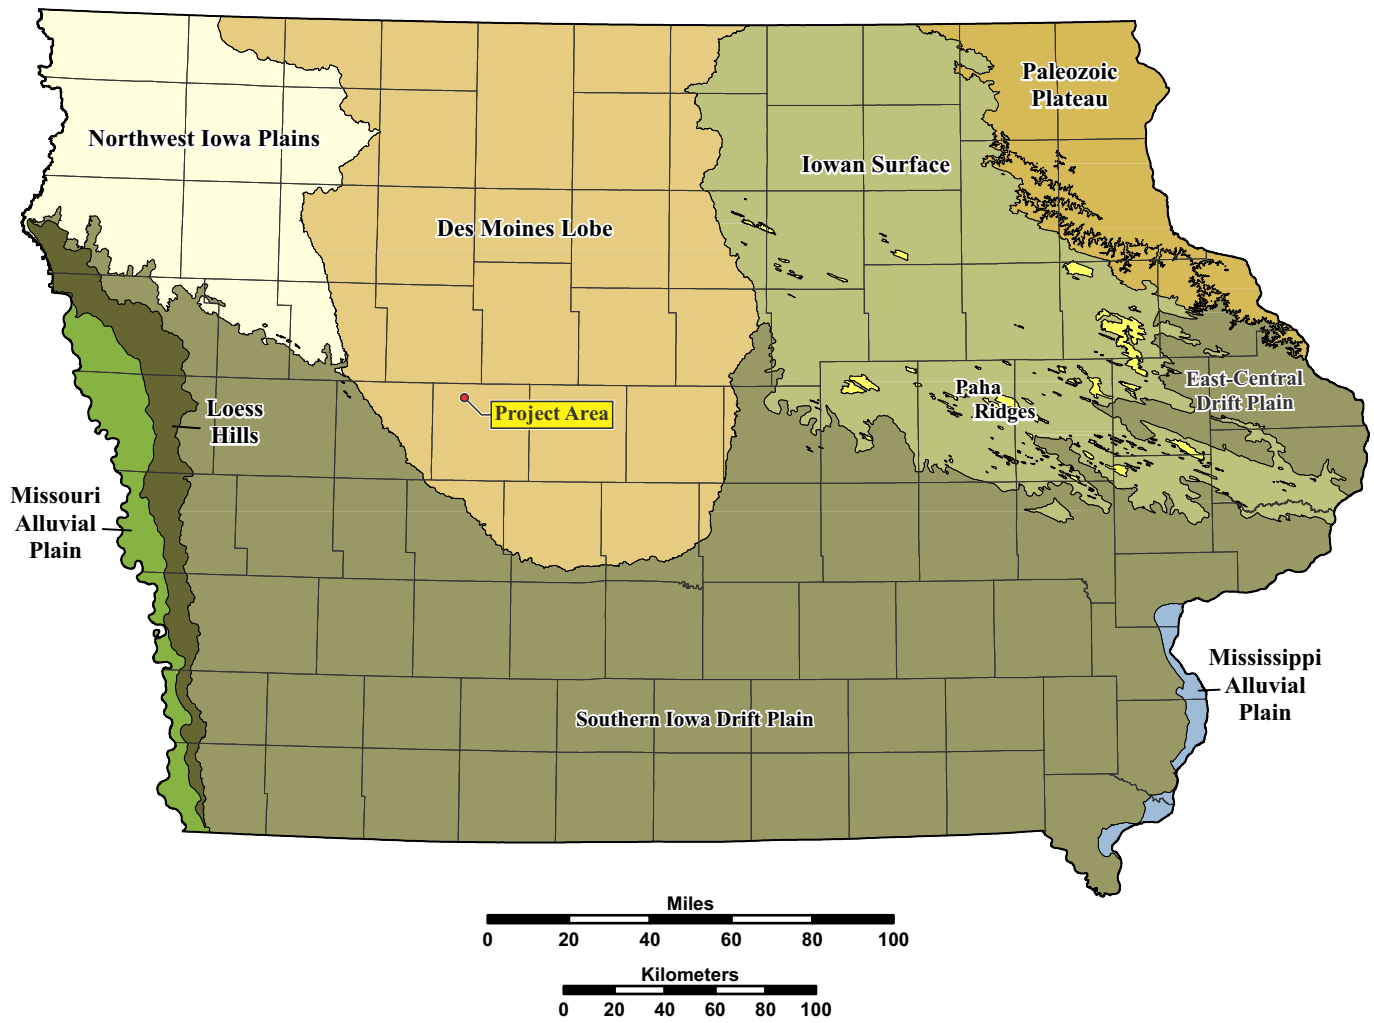 Paleozoic
Plateau
Northwest Iowa Plains
Iowan Surface
Des Moines Lobe
East-Central
Drift Plain
Paha
Ridges
Project Area
Loess
Hills
Missouri
Alluvial
Plain
Mississippi
Alluvial
Plain
Southern Iowa Drift Plain
Miles
0 20 40 60 80 100
Kilometers
0 20 40 60 80 100